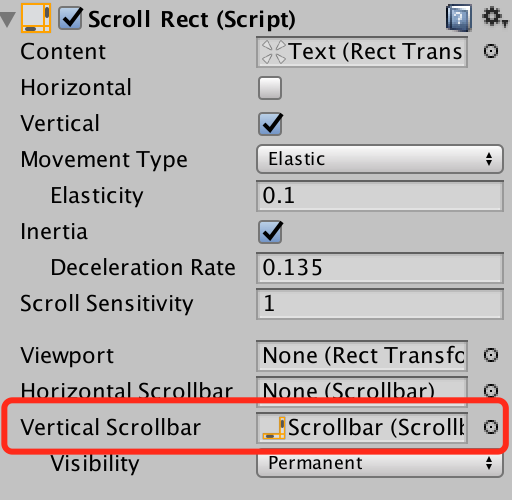 Scroll Rect (Script)
Content Text (Rect Trans
Horizontal
Vertical
Movement Type Elastic
Elasticity 0.1
Inertia
Deceleration Rate 0.135
Scroll Sensitivity 1
Viewport None (Rect Transfo
Horizontal Scrollbar None (Scrollbar)
Vertical Scrollbar Scrollbar (Scrollb
Visibility Permanent